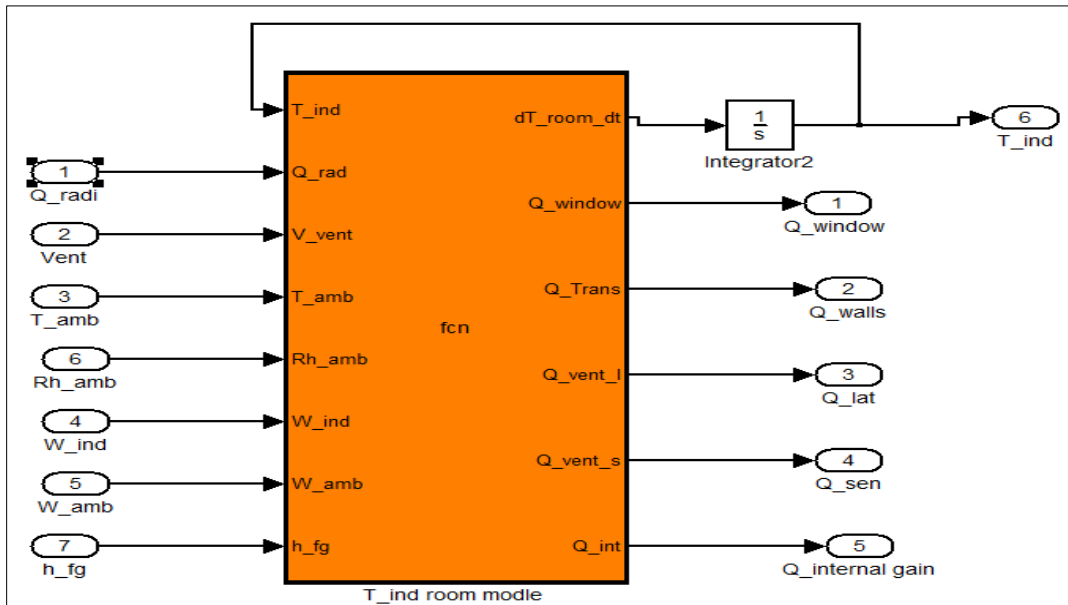 T_ind
dT_room_dt
1
s
Integrator2
6
T_ind
1
Q_radi
Q_rad
Q_window
1
Q_window
2
Vent
V_vent
Q_Trans
2
Q_walls
3
T_amb
T_amb
fcn
6
Rh_amb
Rh_amb
Q_vent_l
3
Q_lat
4
W_ind
W_ind
Q_vent_s
4
Q_sen
5
W_amb
W_amb
7
h_fg
h_fg
Q_int
5
Q_internal gain
T_ind room modle